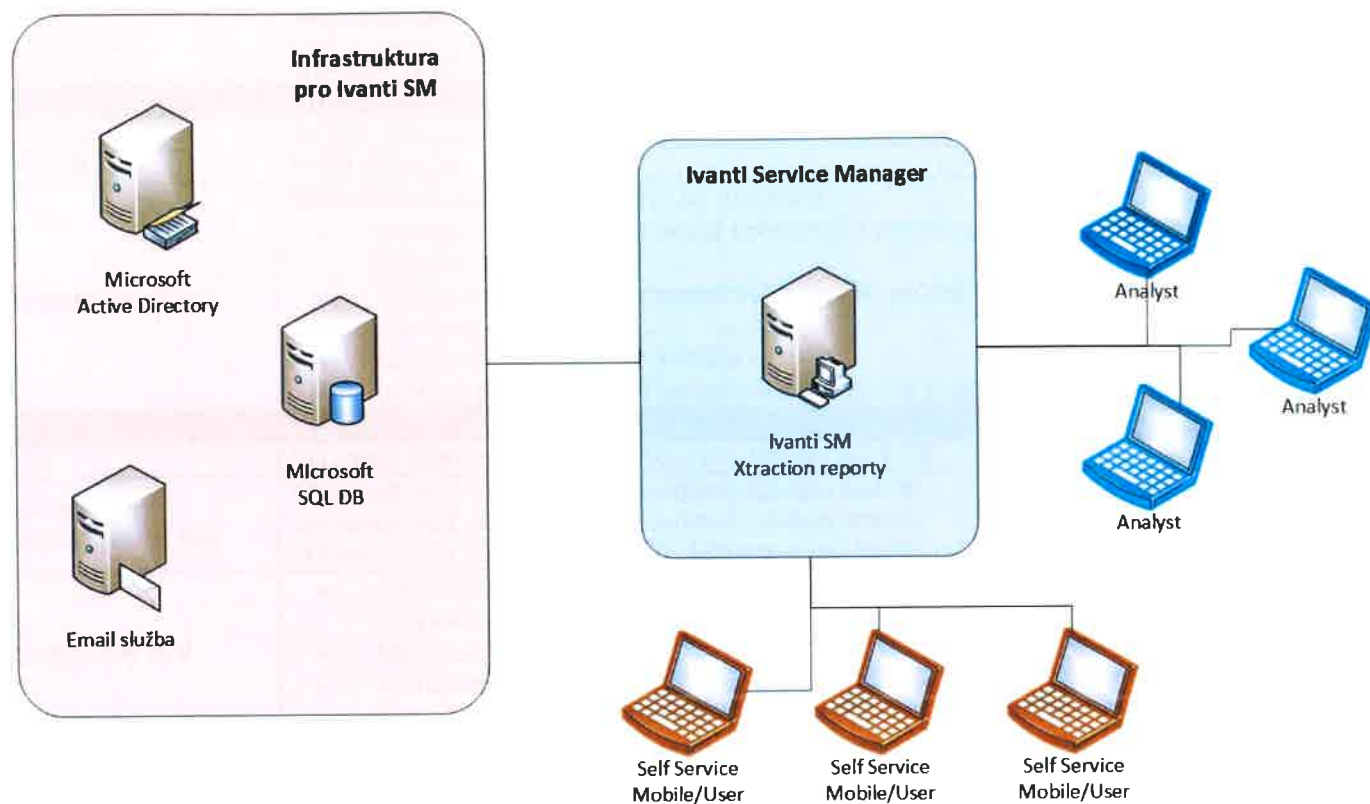 Infrastruktura
pro Ivanti SM
Microsoft
Active Directory
Microsoft
SQL DB
Email služba
Ivanti Service Manager
Ivanti SM
Xtraction reporty
Analyst
Analyst
Analyst
Self Service
Mobile/User
Self Service
Mobile/User
Self Service
Mobile/User